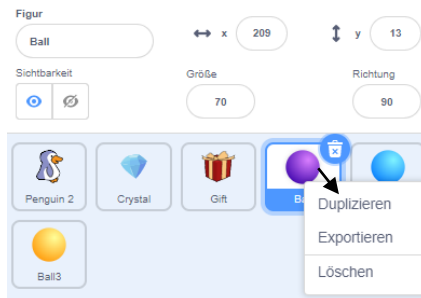 Figur
Ball
x 209
y 13
Sichtbarkeit
Größe
Richtung
70
90
Penguin 2
Crystal
Gift
Duplizieren
Exportieren
Löschen
Ball3